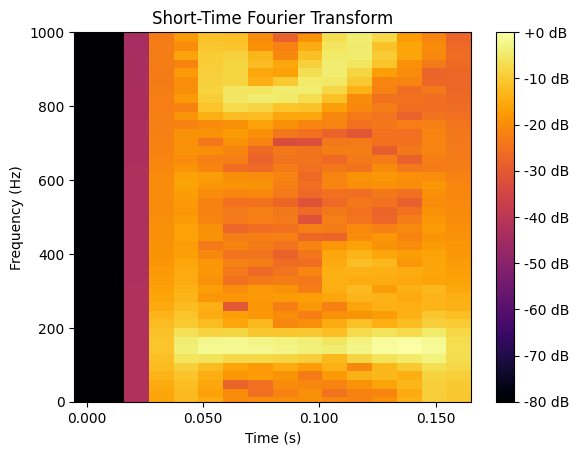 Short-Time Fourier Transform
1000
800
600
400
200
0
Frequency (Hz)
0.000
0.050
0.100
0.150
Time (s)
+0 dB
-10 dB
-20 dB
-30 dB
-40 dB
-50 dB
-60 dB
-70 dB
-80 dB